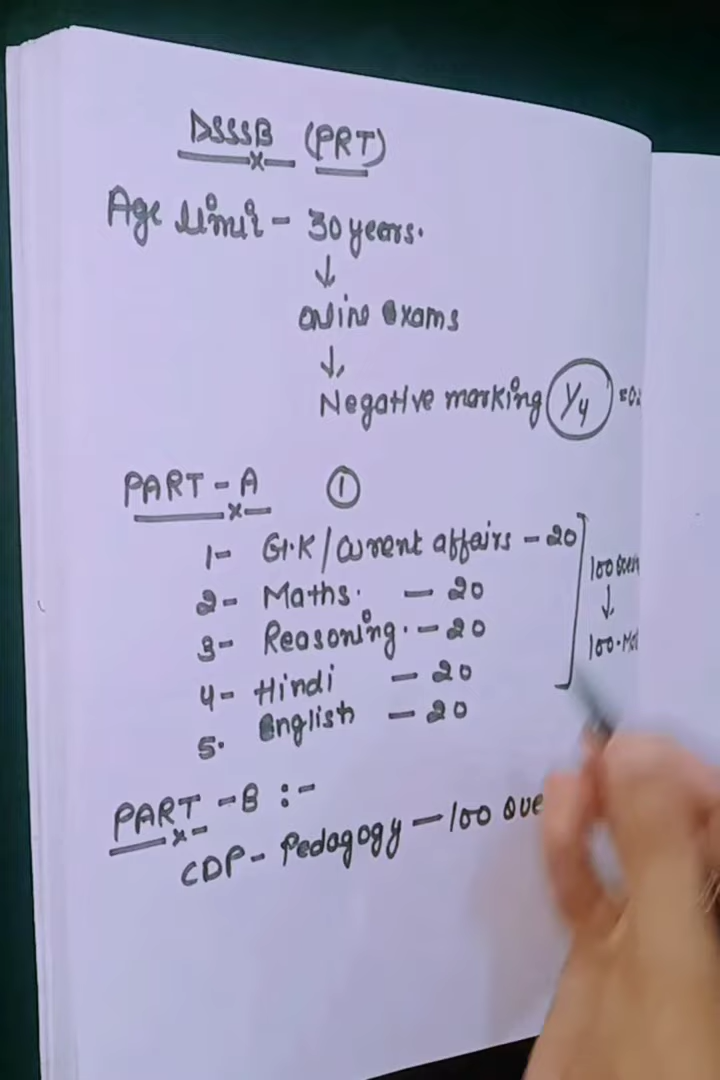 DSSSB (PRT)
Age limit - 30 years.
↓
online exams
↓
Negative marking 1/4 =0.
PART - A ①
1- G.K / Current affairs - 20
2- Maths. - 20
3- Reasoning. - 20
4- Hindi - 20
5. English - 20
100
↓
100.
PART - B :-
CDP - Pedagogy - 100